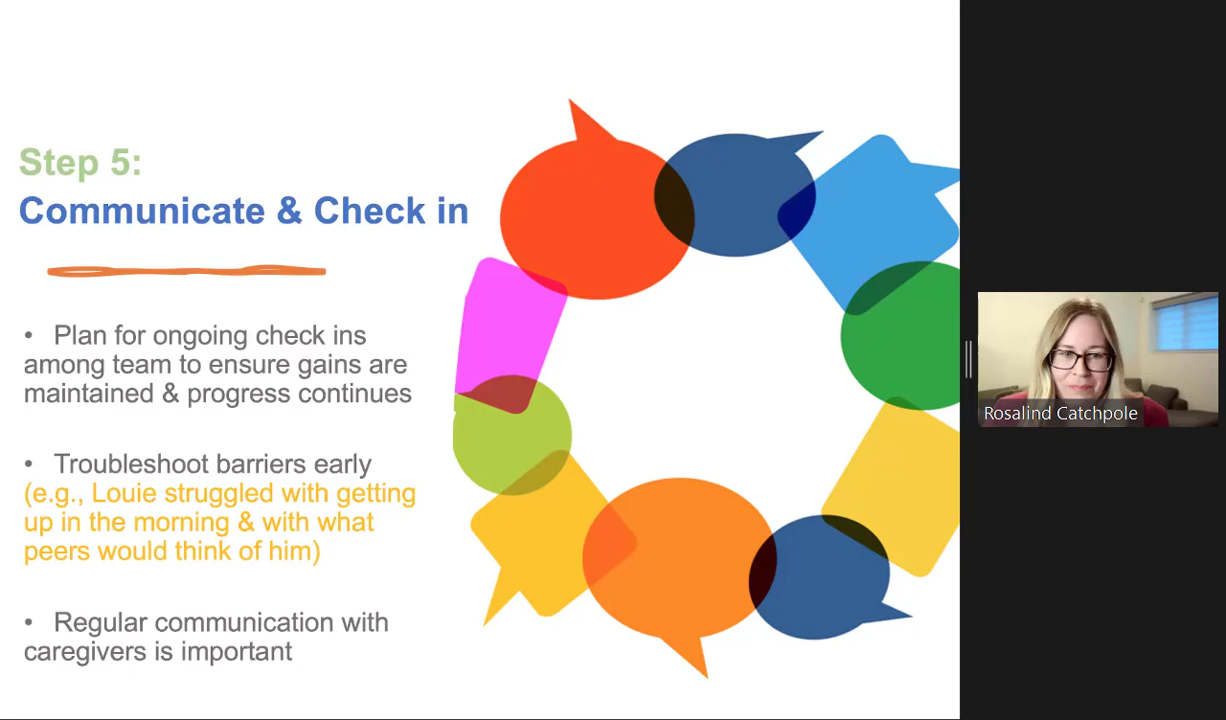 Step 5:
Communicate & Check in
• Plan for ongoing check ins
among team to ensure gains are
maintained & progress continues
• Troubleshoot barriers early
(e.g., Louie struggled with getting
up in the morning & with what
peers would think of him)
• Regular communication with
caregivers is important
Rosalind Catchpole